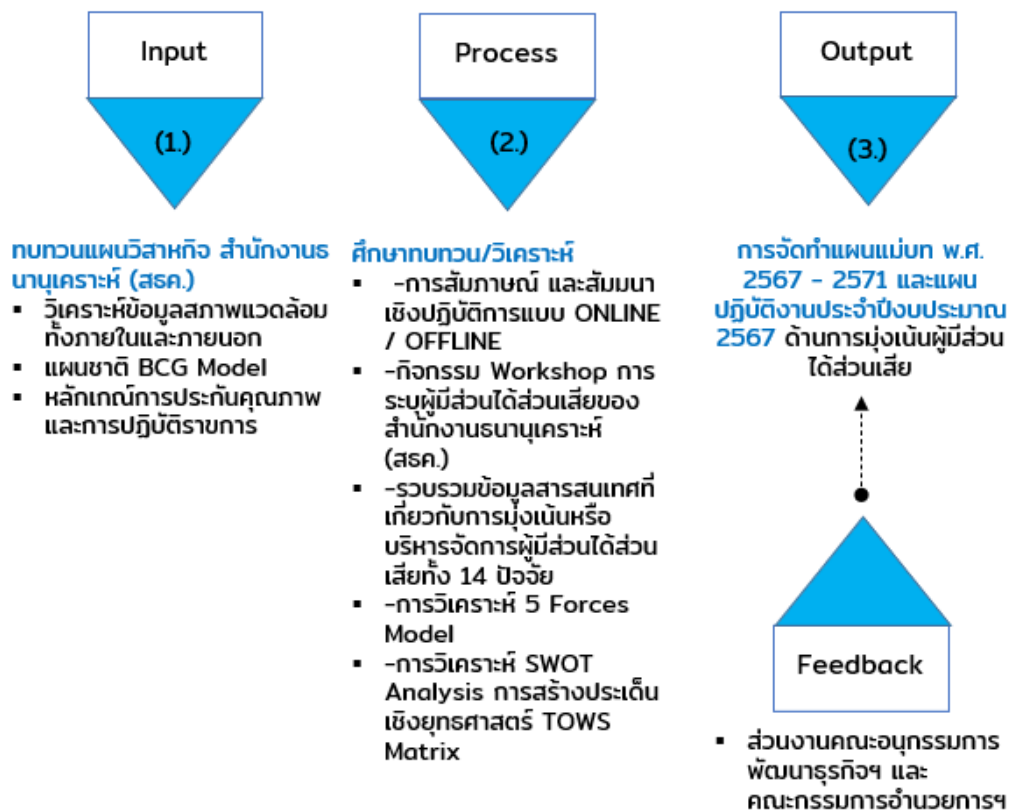 Input
(1.)
ทบทวนแผนวิสาหกิจ สำนักงานธ
นานุเคราะห์ (สธค.)
▪ วิเคราะห์ข้อมูลสภาพแวดล้อม
ทั้งภายในและภายนอก
▪ แผนชาติ BCG Model
▪ หลักเกณ์การประกันคุณภาพ
และการปฏิบัติราชการ
Process
(2.)
ศึกษาทบทวน/วิเคราะห์
▪ -การสัมภาษณ์ และสัมมนา
เชิงปฏิบัติการแบบ ONLINE
/ OFFLINE
▪ -กิจกรรม Workshop การ
ระบุผู้มีส่วนได้ส่วนเสียของ
สำนักงานธนานุเคราะห์
(สธค.)
▪ -รวบรวมข้อมูลสารสนเทศที่
เกี่ยวกับการมุ่งเน้นหรือ
บริหารจัดการผู้มีส่วนได้ส่วน
เสียทั้ง 14 ปัจจัย
▪ -การวิเคราะห์ 5 Forces
Model
▪ -การวิเคราะห์ SWOT
Analysis การสร้างประเด็น
เชิงยุทธศาสตร์ TOWS
Matrix
Output
(3.)
การจัดทำแผนแม่บท พ.ศ.
2567 - 2571 และแผน
ปฏิบัติงานประจำปีงบประมาณ
2567 ด้านการมุ่งเน้นผู้มีส่วน
ได้ส่วนเสีย
Feedback
▪ ส่วนงานคณะอนุกรรมการ
พัฒนาธุรกิจฯ และ
คณะกรรมการอำนวยการฯ